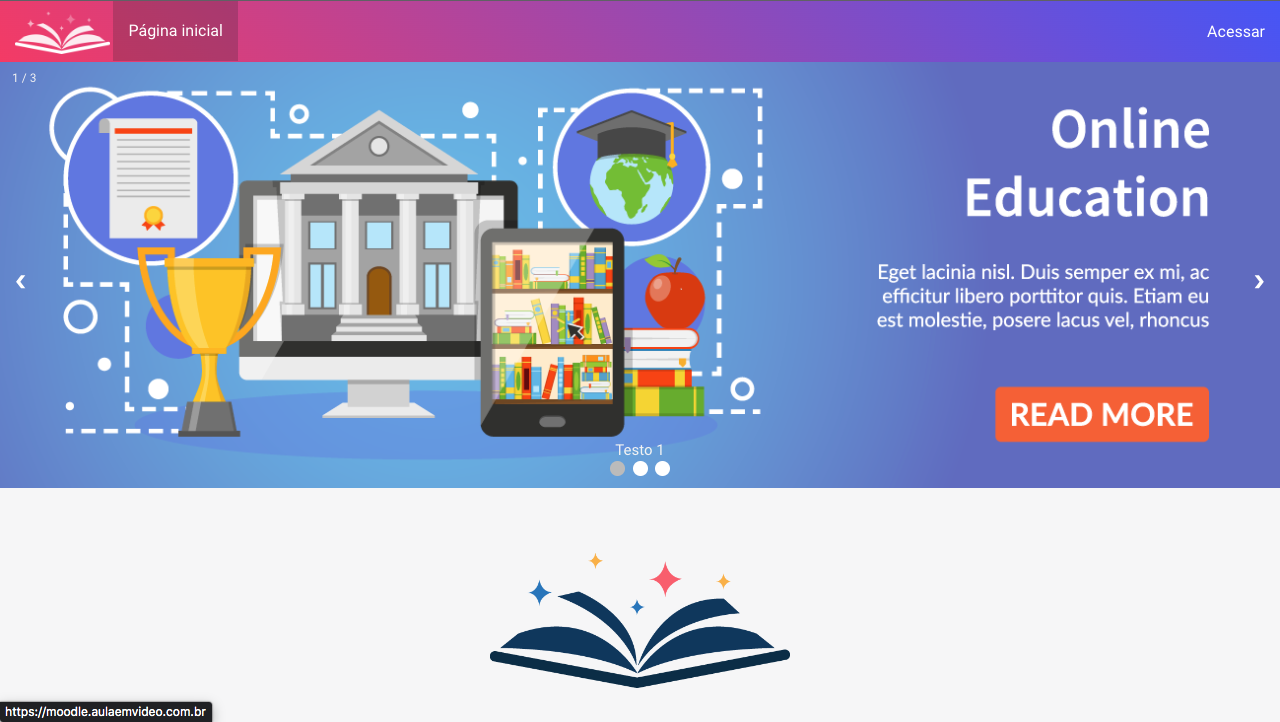 Página inicial
Acessar
1 / 3
Online
Education
Eget lacinia nisl. Duis semper ex mi, ac
efficitur libero porttitor quis. Etiam eu
est molestie, posere lacus vel, rhoncus
READ MORE
Testo 1
https://moodle.aulaemvideo.com.br